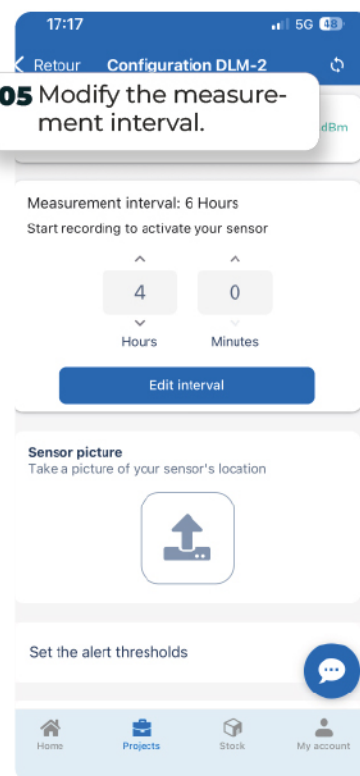 17:17
5G 48
Retour Configuration DLM-2
05 Modify the measure-
ment interval.
dBm
Measurement interval: 6 Hours
Start recording to activate your sensor
4 0
Hours Minutes
Edit interval
Sensor picture
Take a picture of your sensor's location
Set the alert thresholds
Home Projects Stock My account